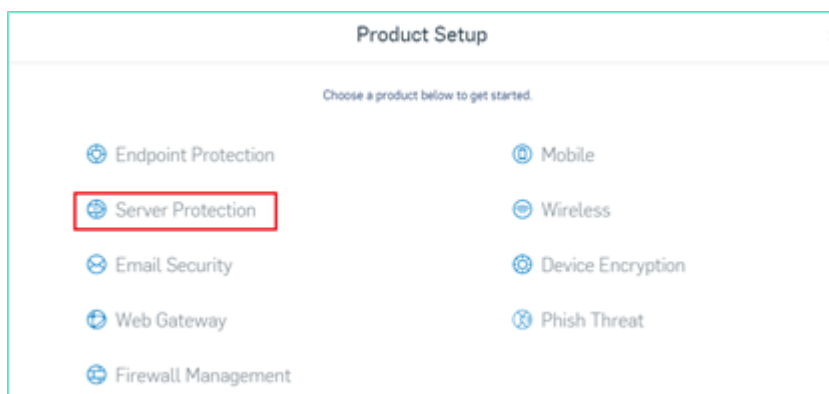 Product Setup
Choose a product below to get started.
Endpoint Protection
Mobile
Server Protection
Wireless
Email Security
Device Encryption
Web Gateway
Phish Threat
Firewall Management